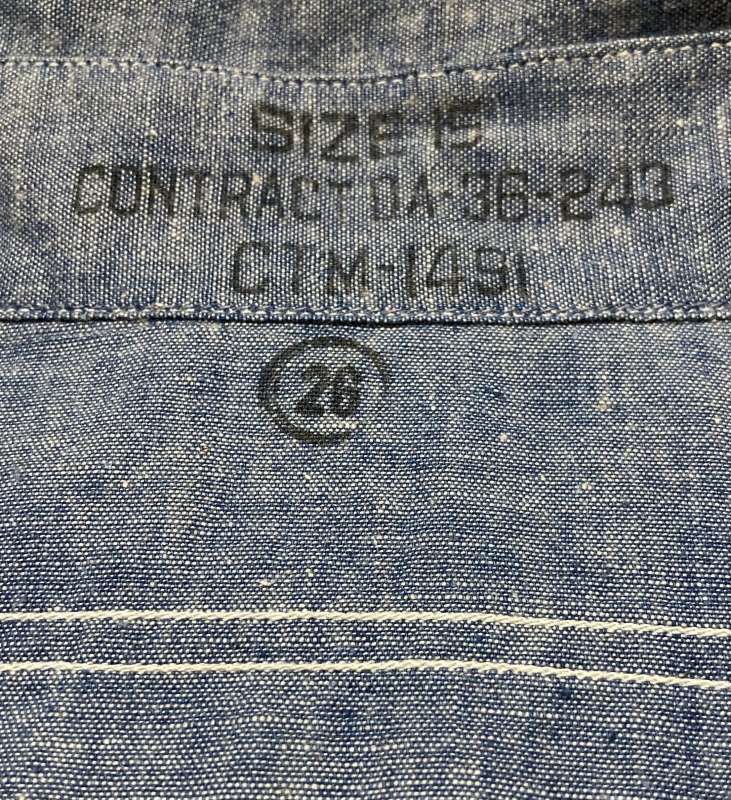 SIZE 15
CONTRACT DA-36-243
CTM-1491
26